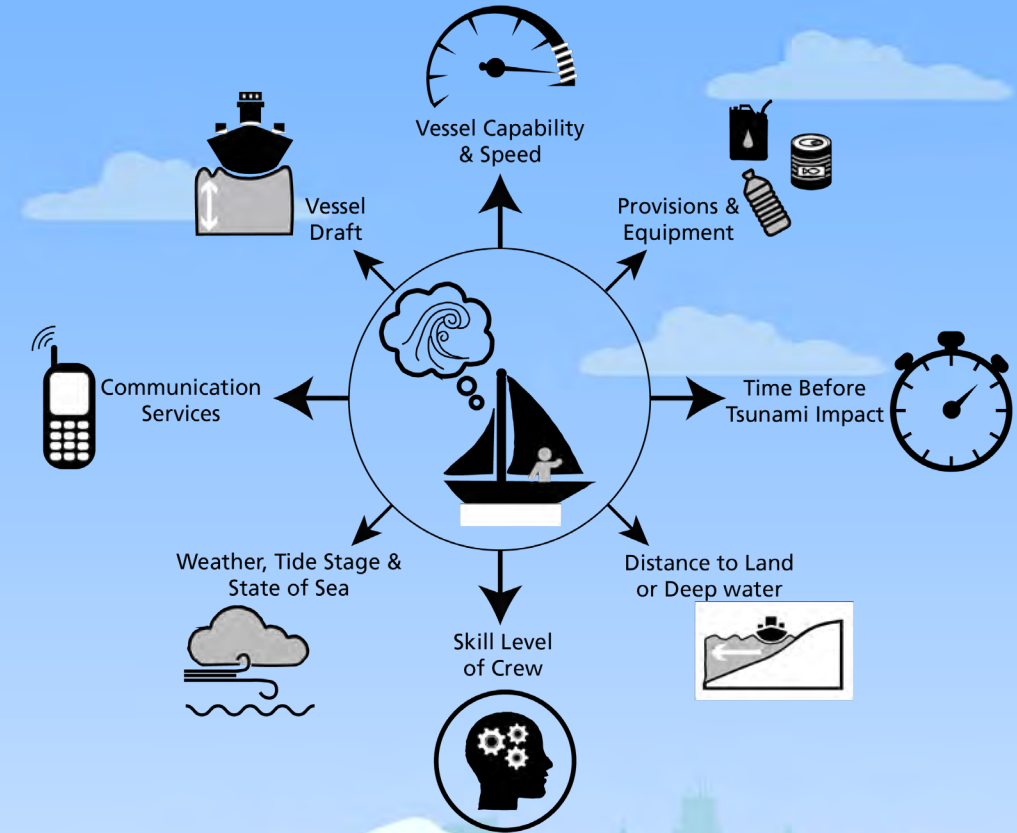 Vessel Capability
& Speed
Vessel
Draft
Provisions &
Equipment
Communication
Services
Time Before
Tsunami Impact
Weather, Tide Stage &
State of Sea
Distance to Land
or Deep water
Skill Level
of Crew